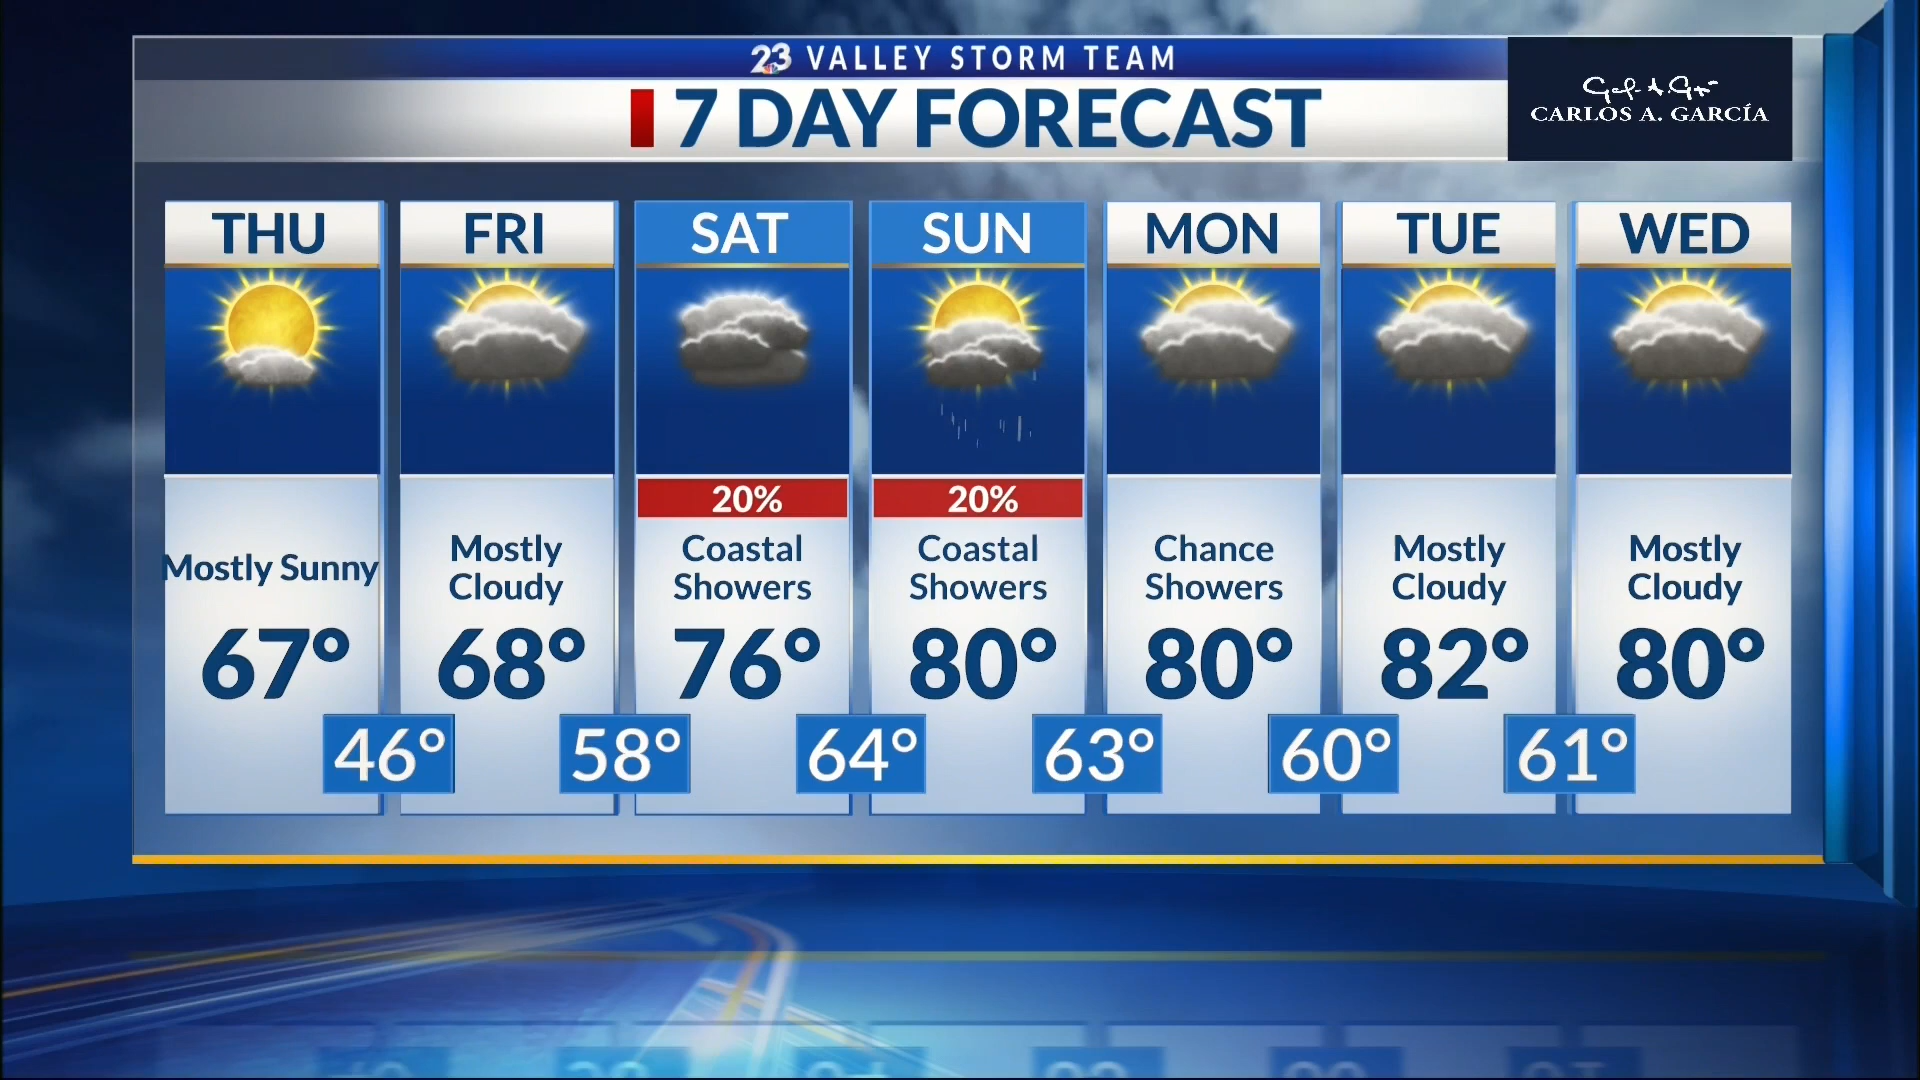 23 VALLEY STORM TEAM
7 DAY FORECAST
CARLOS A. GARCÍA
THU
FRI
SAT
SUN
MON
TUE
WED
20%
20%
Mostly Sunny
Mostly
Cloudy
Coastal
Showers
Coastal
Showers
Chance
Showers
Mostly
Cloudy
Mostly
Cloudy
67°
68°
76°
80°
80°
82°
80°
46°
58°
64°
63°
60°
61°